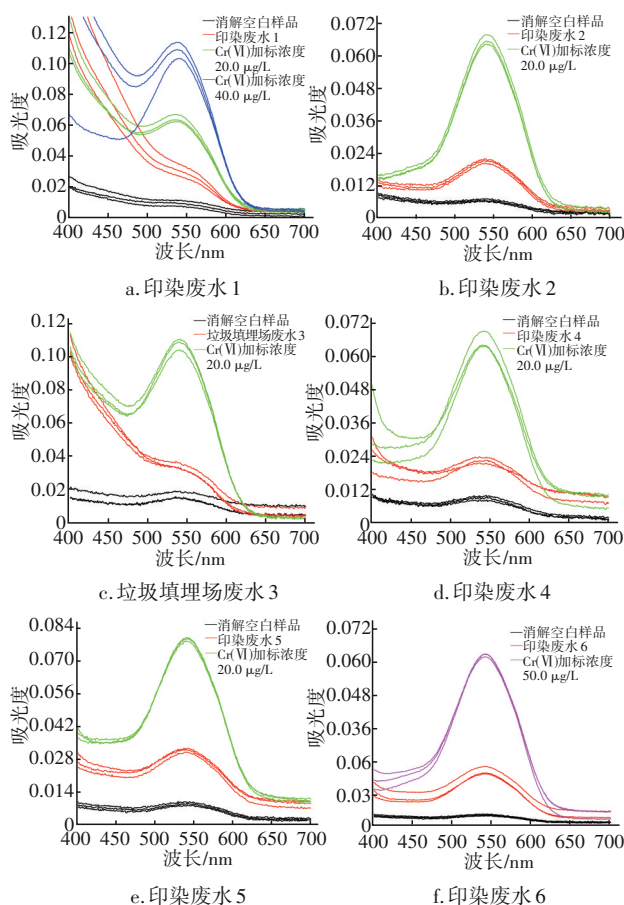 吸光度
0.12
0.10
0.08
0.06
0.04
0.02
0
400 450 500 550 600 650 700
波长/nm
消解空白样品
印染废水1
Cr(Ⅵ)加标浓度
20.0 μg/L
Cr(Ⅵ)加标浓度
40.0 μg/L
a.印染废水1
吸光度
0.072
0.060
0.048
0.036
0.024
0.012
0
400 450 500 550 600 650 700
波长/nm
消解空白样品
印染废水2
Cr(Ⅵ)加标浓度
20.0 μg/L
b.印染废水2
吸光度
0.12
0.10
0.08
0.06
0.04
0.02
0
400 450 500 550 600 650 700
波长/nm
消解空白样品
垃圾填埋场废水3
Cr(Ⅵ)加标浓度
20.0 μg/L
c.垃圾填埋场废水3
吸光度
0.072
0.060
0.048
0.036
0.024
0.012
0
400 450 500 550 600 650 700
波长/nm
消解空白样品
印染废水4
Cr(Ⅵ)加标浓度
20.0 μg/L
d.印染废水4
吸光度
0.084
0.080
0.056
0.042
0.028
0.014
0
400 450 500 550 600 650 700
波长/nm
消解空白样品
印染废水5
Cr(Ⅵ)加标浓度
20.0 μg/L
e.印染废水5
吸光度
0.072
0.060
0.048
0.036
0.06
0.03
0
400 450 500 550 600 650 700
波长/nm
消解空白样品
印染废水6
Cr(Ⅵ)加标浓度
50.0 μg/L
f.印染废水6